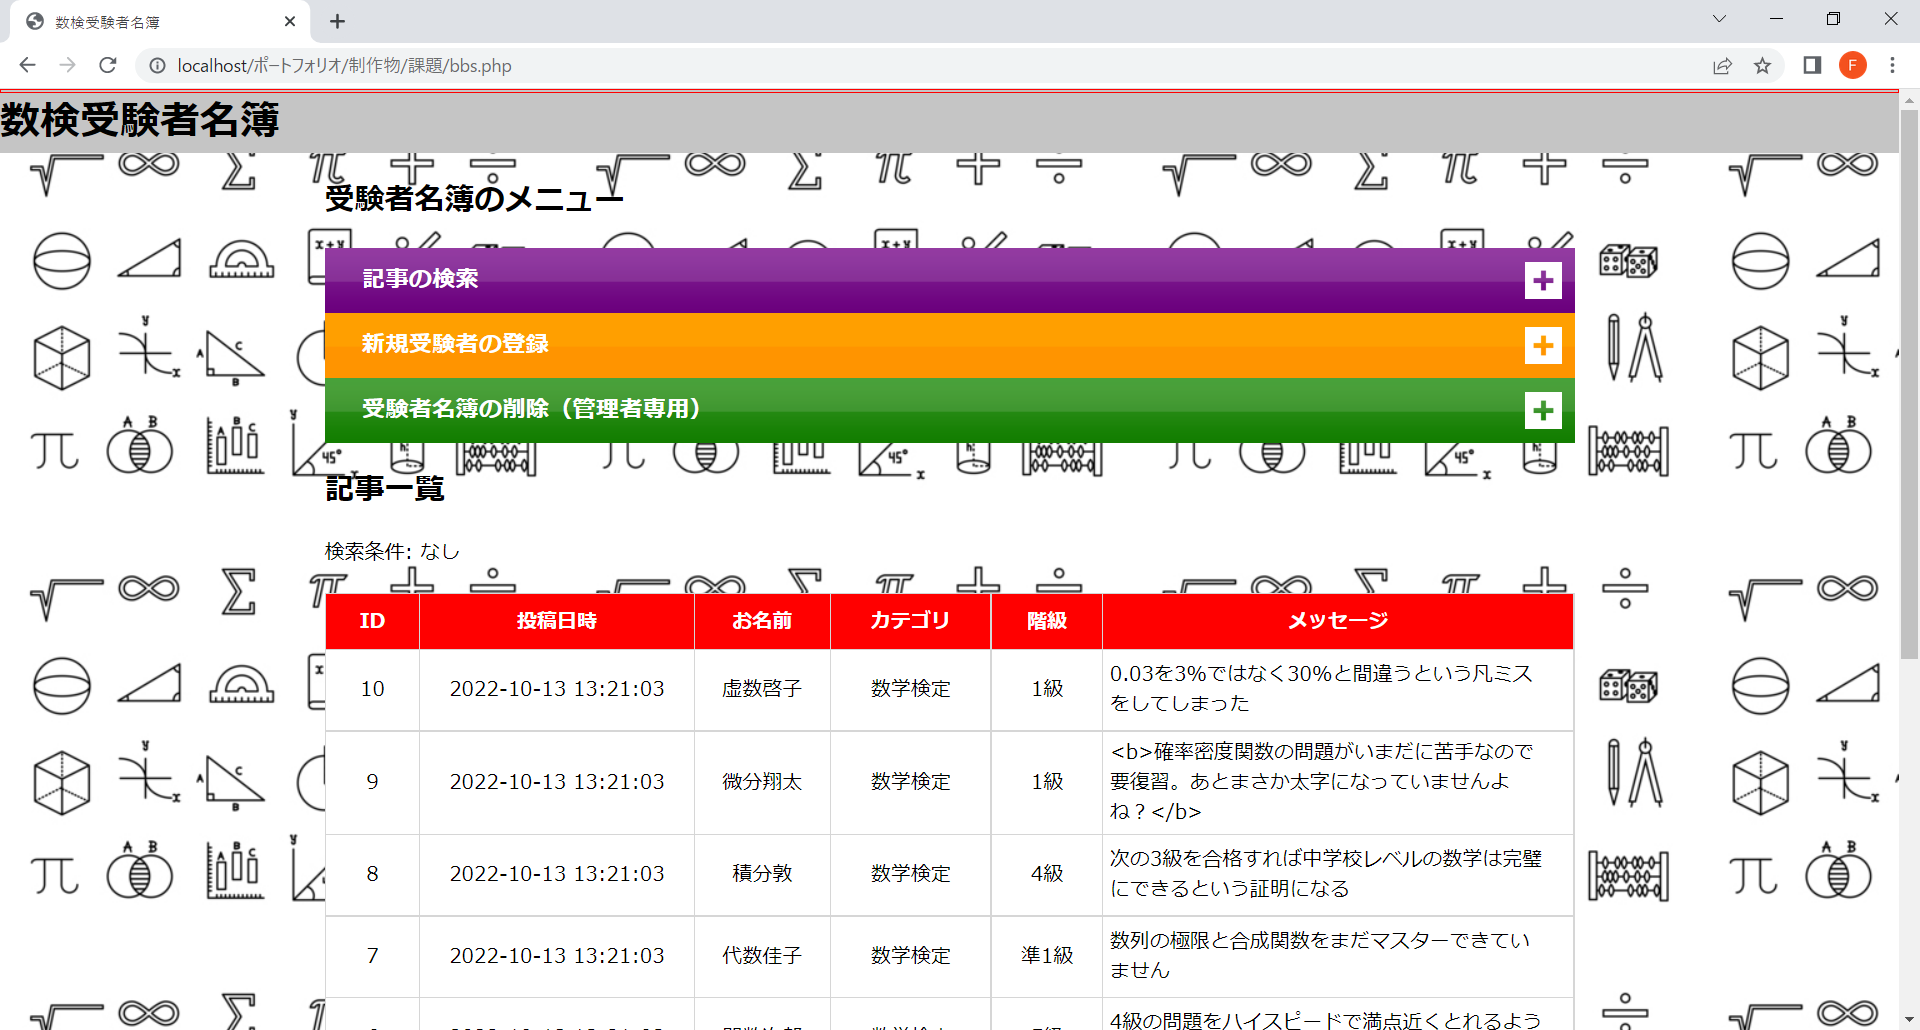 数検受験者名簿
localhost/ポートフォリオ/制作物/課題/bbs.php
F
数検受験者名簿
受験者名簿のメニュー
記事の検索
新規受験者の登録
受験者名簿の削除（管理者専用）
記事一覧
検索条件: なし
ID 投稿日時 お名前 カテゴリ 階級 メッセージ
10 2022-10-13 13:21:03 虚数啓子 数学検定 1級 0.03を3%ではなく30%と間違うという凡ミス
をしてしまった
9 2022-10-13 13:21:03 微分翔太 数学検定 1級 <b>確率密度関数の問題がいまだに苦手なので
要復習。あとまさか太字になっていませんよ
ね？</b>
8 2022-10-13 13:21:03 積分敦 数学検定 4級 次の3級を合格すれば中学校レベルの数学は完璧
にできるという証明になる
7 2022-10-13 13:21:03 代数佳子 数学検定 準1級 数列の極限と合成関数をまだマスターできてい
ません
4級の問題をハイスピードで満点近くとれるよう